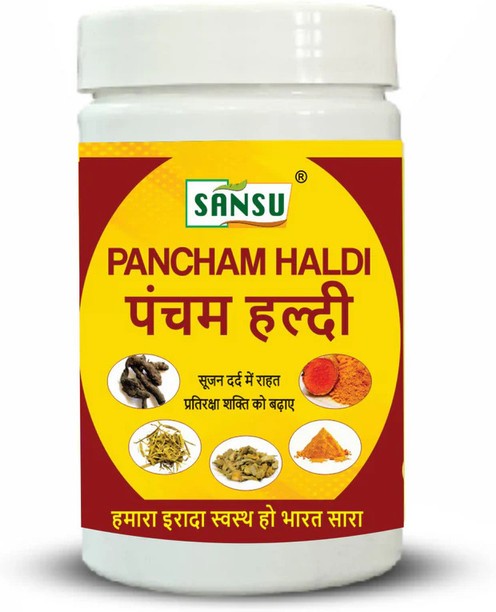 SANSU ®
PANCHAM HALDI
पंचम हल्दी
सूजन दर्द में राहत
प्रतिरक्षा शक्ति को बढ़ाए
हमारा इरादा स्वस्थ हो भारत सारा